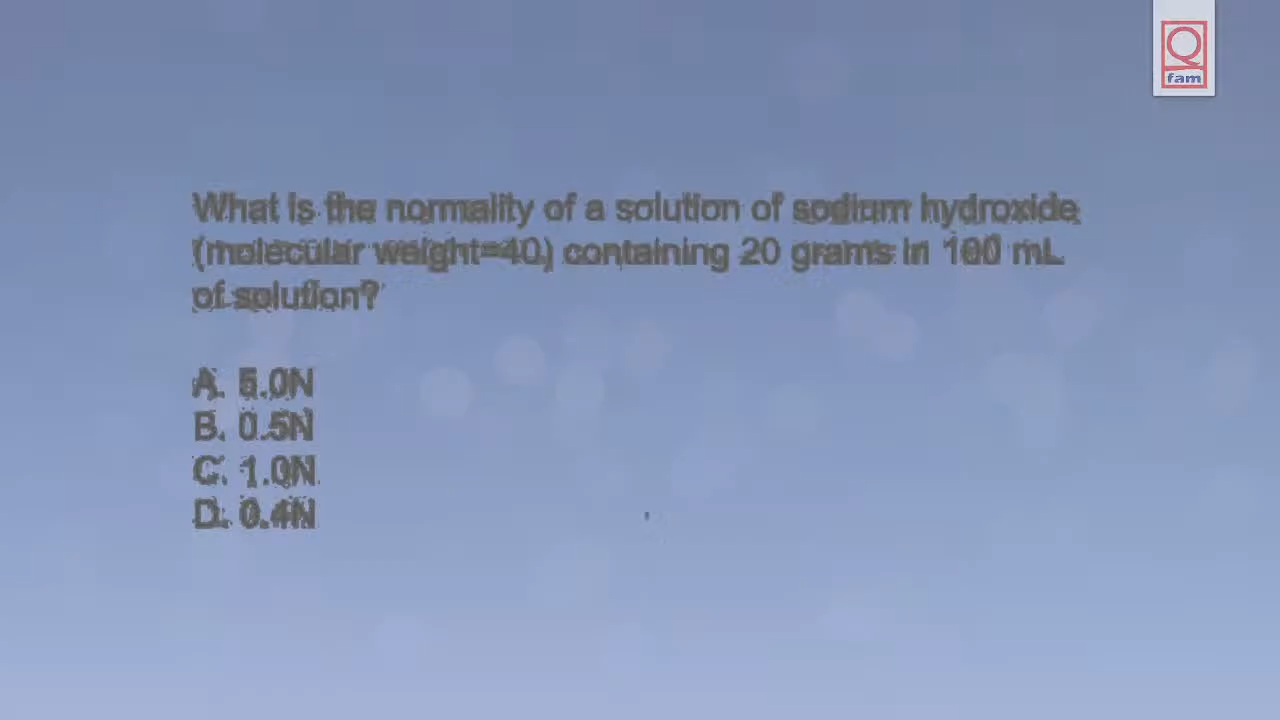 Q
fam
What is the normality of a solution of sodium hydroxide
(molecular weight=40) containing 20 grams in 100 mL
of solution?
A. 5.0N
B. 0.5N
C. 1.0N
D. 0.4N